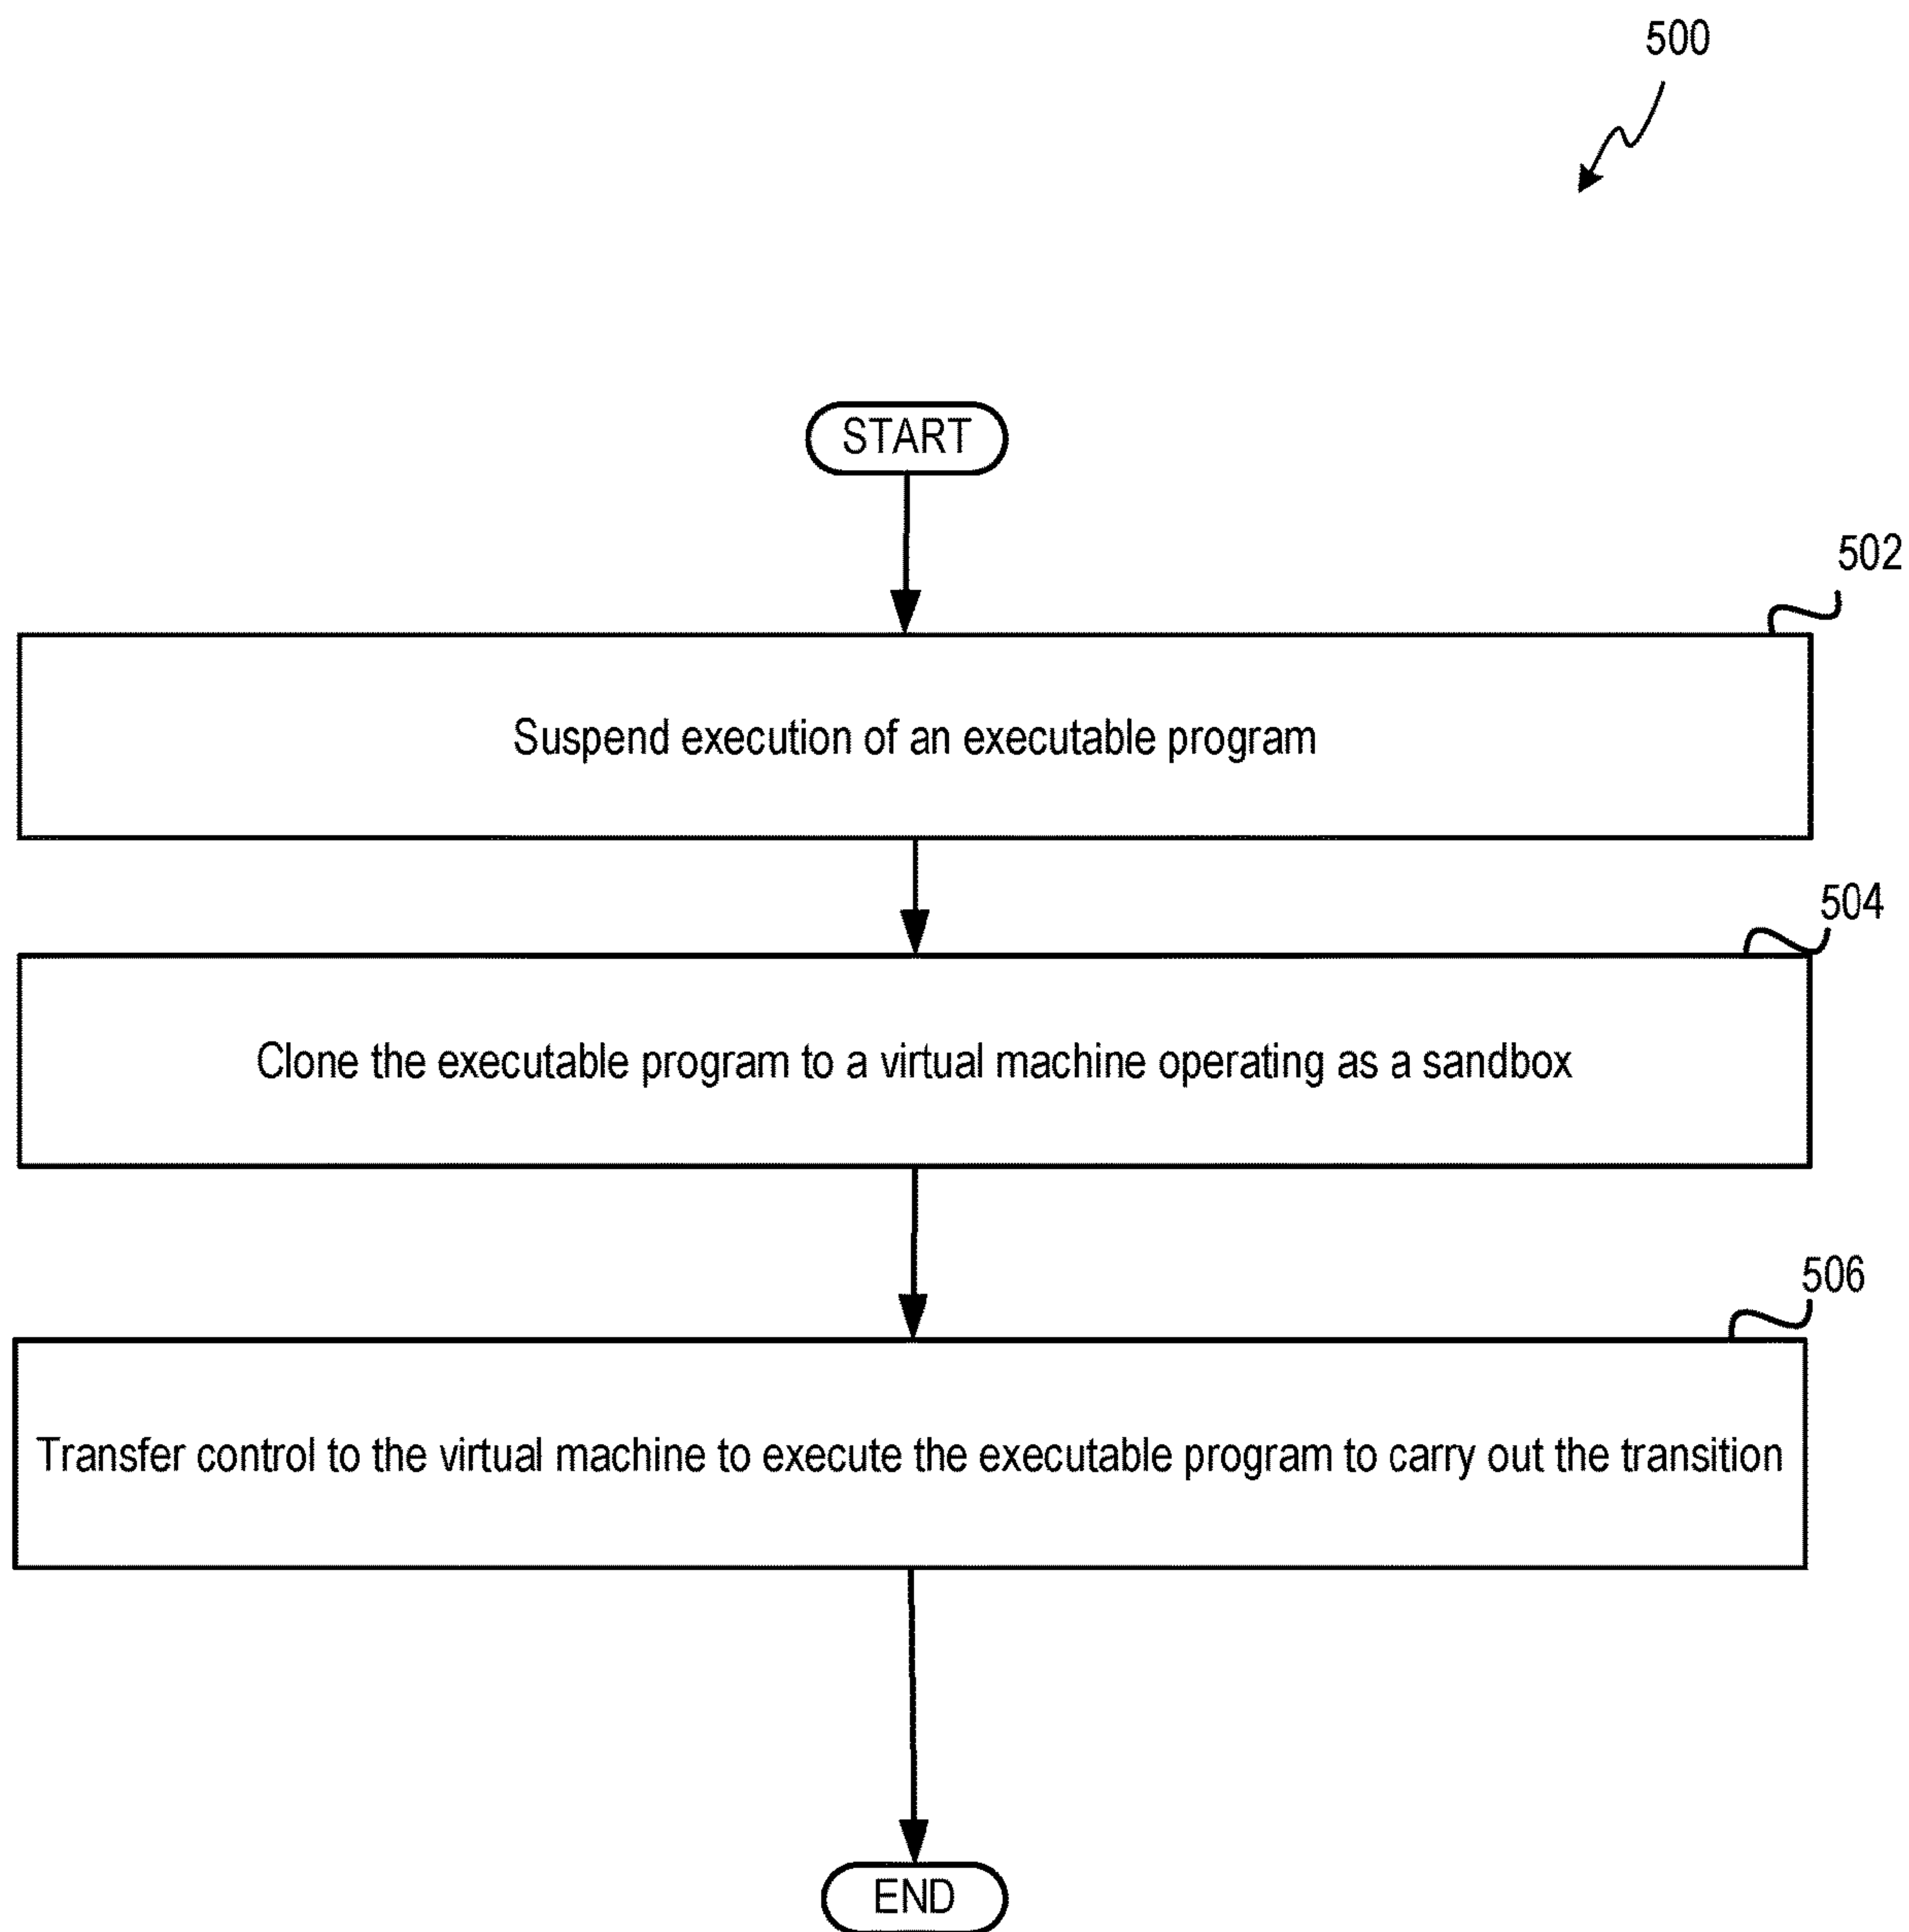 500
START
502
Suspend execution of an executable program
504
Clone the executable program to a virtual machine operating as a sandbox
506
Transfer control to the virtual machine to execute the executable program to carry out the transition
END